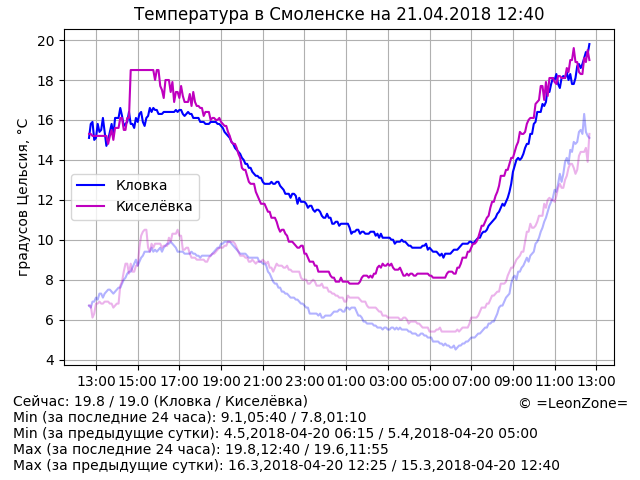 Температура в Смоленске на 21.04.2018 12:40
20
18
16
14
12
10
8
6
4
градусов Цельсия, °C
Кловка
Киселёвка
13:00 15:00 17:00 19:00 21:00 23:00 01:00 03:00 05:00 07:00 09:00 11:00 13:00
Сейчас: 19.8 / 19.0 (Кловка / Киселёвка)
© =LeonZone=
Min (за последние 24 часа): 9.1,05:40 / 7.8,01:10
Min (за предыдущие сутки): 4.5,2018-04-20 06:15 / 5.4,2018-04-20 05:00
Max (за последние 24 часа): 19.8,12:40 / 19.6,11:55
Max (за предыдущие сутки): 16.3,2018-04-20 12:25 / 15.3,2018-04-20 12:40